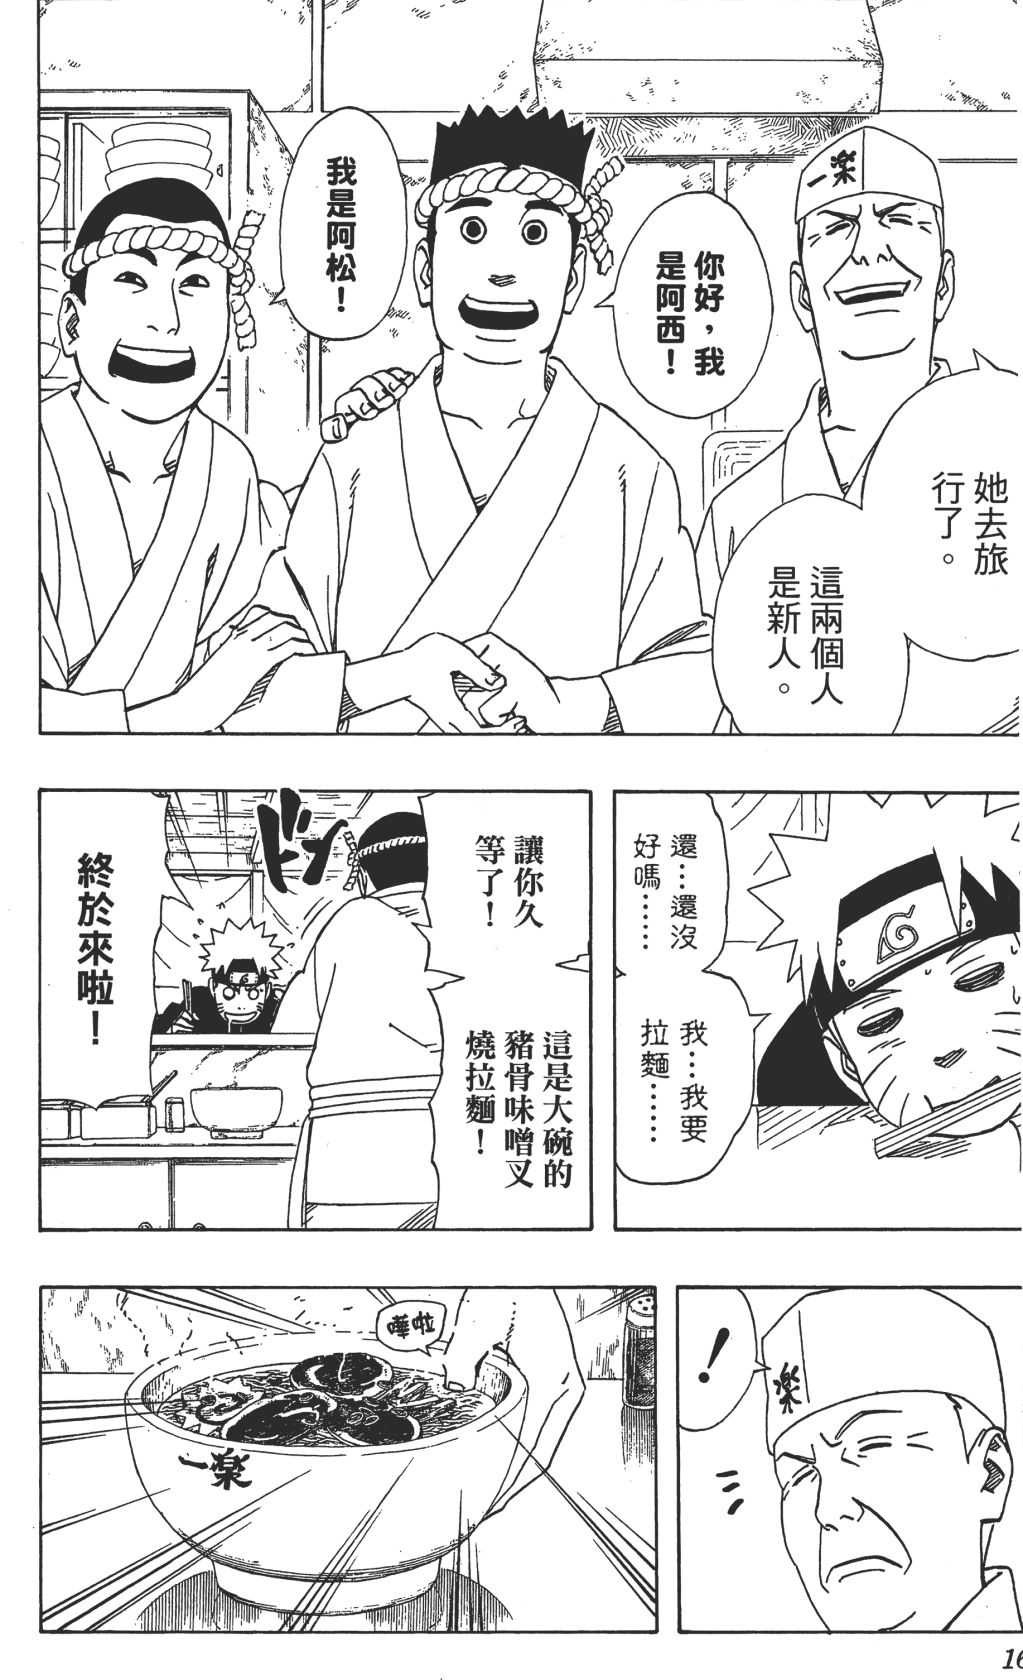 她去旅
行了。
這兩個人
是新人。
一楽
你好，我
是阿西！
我是阿松！
還…還沒
好嗎……
我…我要
拉麵……
讓你久
等了！
這是大碗的
豬骨味噌叉
燒拉麵！
ドン
終於來啦！
！
楽
嘩啦
一楽
16